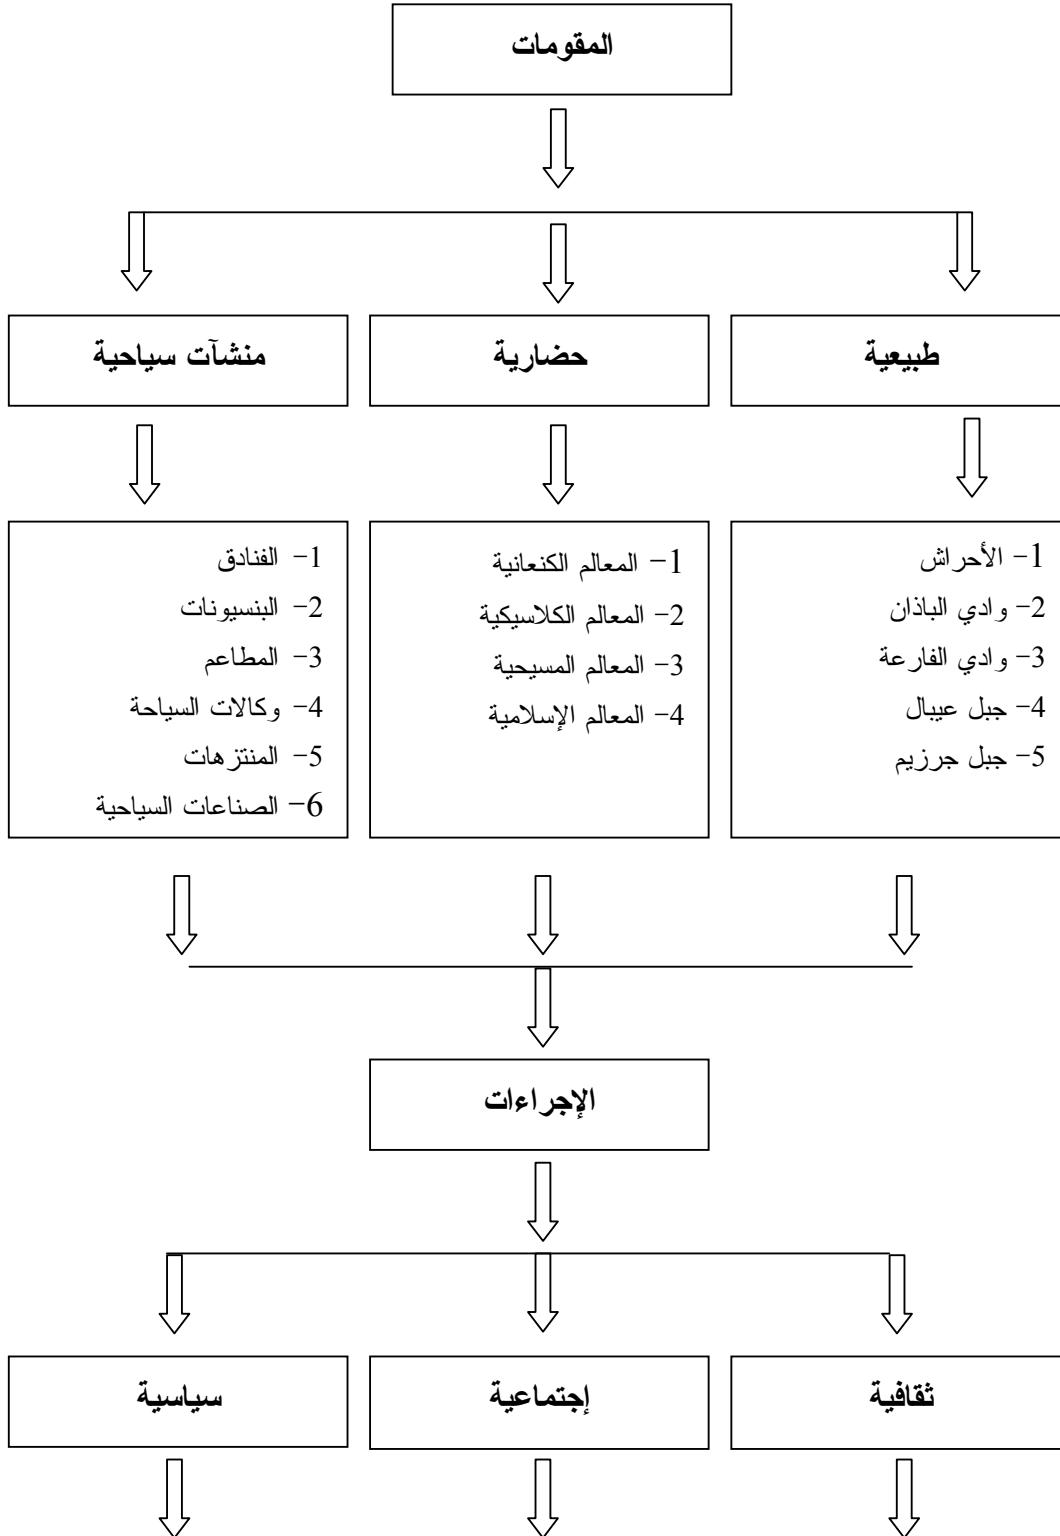 المقومات
طبيعية
حضارية
منشآت سياحية
1- الأحراش
2- وادي الباذان
3- وادي الفارعة
4- جبل عيبال
5- جبل جرزيم
1- المعالم الكنعانية
2- المعالم الكلاسيكية
3- المعالم المسيحية
4- المعالم الإسلامية
1- الفنادق
2- البنسيونات
3- المطاعم
4- وكالات السياحة
5- المنتزهات
6- الصناعات السياحية
الإجراءات
ثقافية
إجتماعية
سياسية